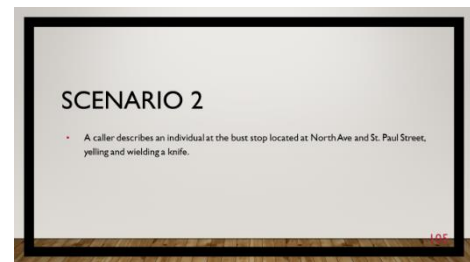 SCENARIO 2
• A caller describes an individual at the bust stop located at North Ave and St. Paul Street,
yelling and wielding a knife.
105